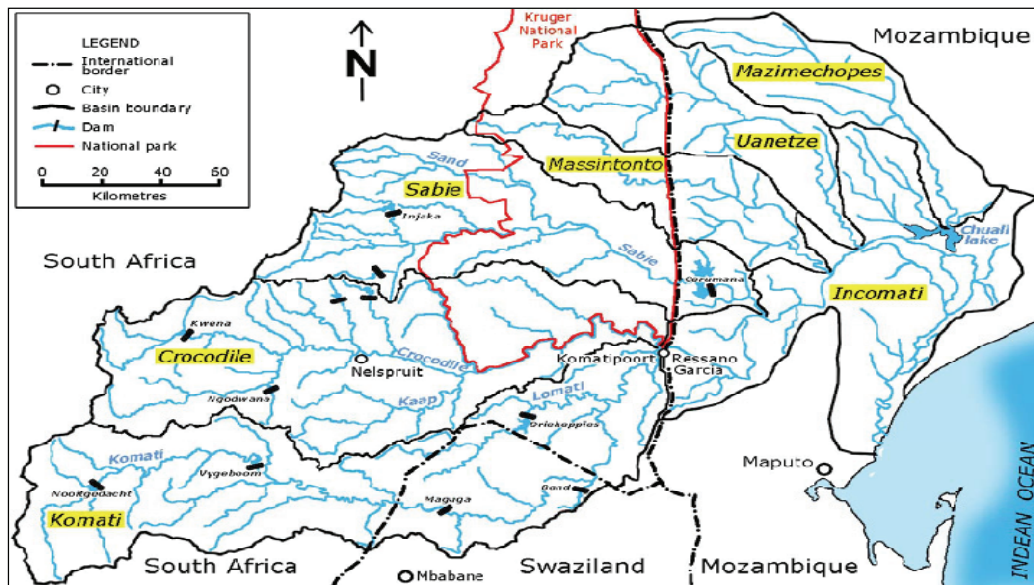 LEGEND
International
border
City
Basin boundary
Dam
National park
0 20 40 60
Kilometres
N
Kruger
National
Park
Mozambique
Mazimechopes
Uanetze
Massintonto
Sand
Sabie
Injaka
Sabie
Chuali
lake
South Africa
Corumana
Incomati
Kwena
Crocodile
Nelspruit
Crocodile
Komatipoort
Ressano
Garcia
Ngodwana
Kaap
Lomati
Driekoppies
Komati
Vygeboom
Nooitgedacht
Maguga
Sand
Maputo
Komati
South Africa
Mbabane
Swaziland
Mozambique
INDEAN OCEAN